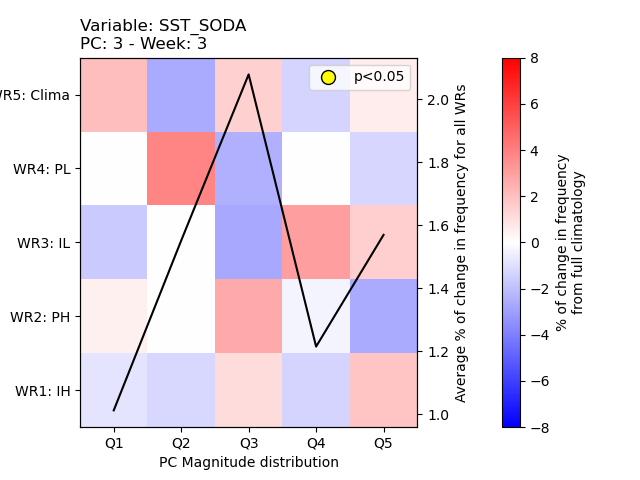 Variable: SST_SODA
PC: 3 - Week: 3
p<0.05
WR5: Clima
WR4: PL
WR3: IL
WR2: PH
WR1: IH
Q1 Q2 Q3 Q4 Q5
PC Magnitude distribution
2.0
1.8
1.6
1.4
1.2
1.0
Average % of change in frequency for all WRs
8
6
4
2
0
−2
−4
−6
−8
% of change in frequency
from full climatology